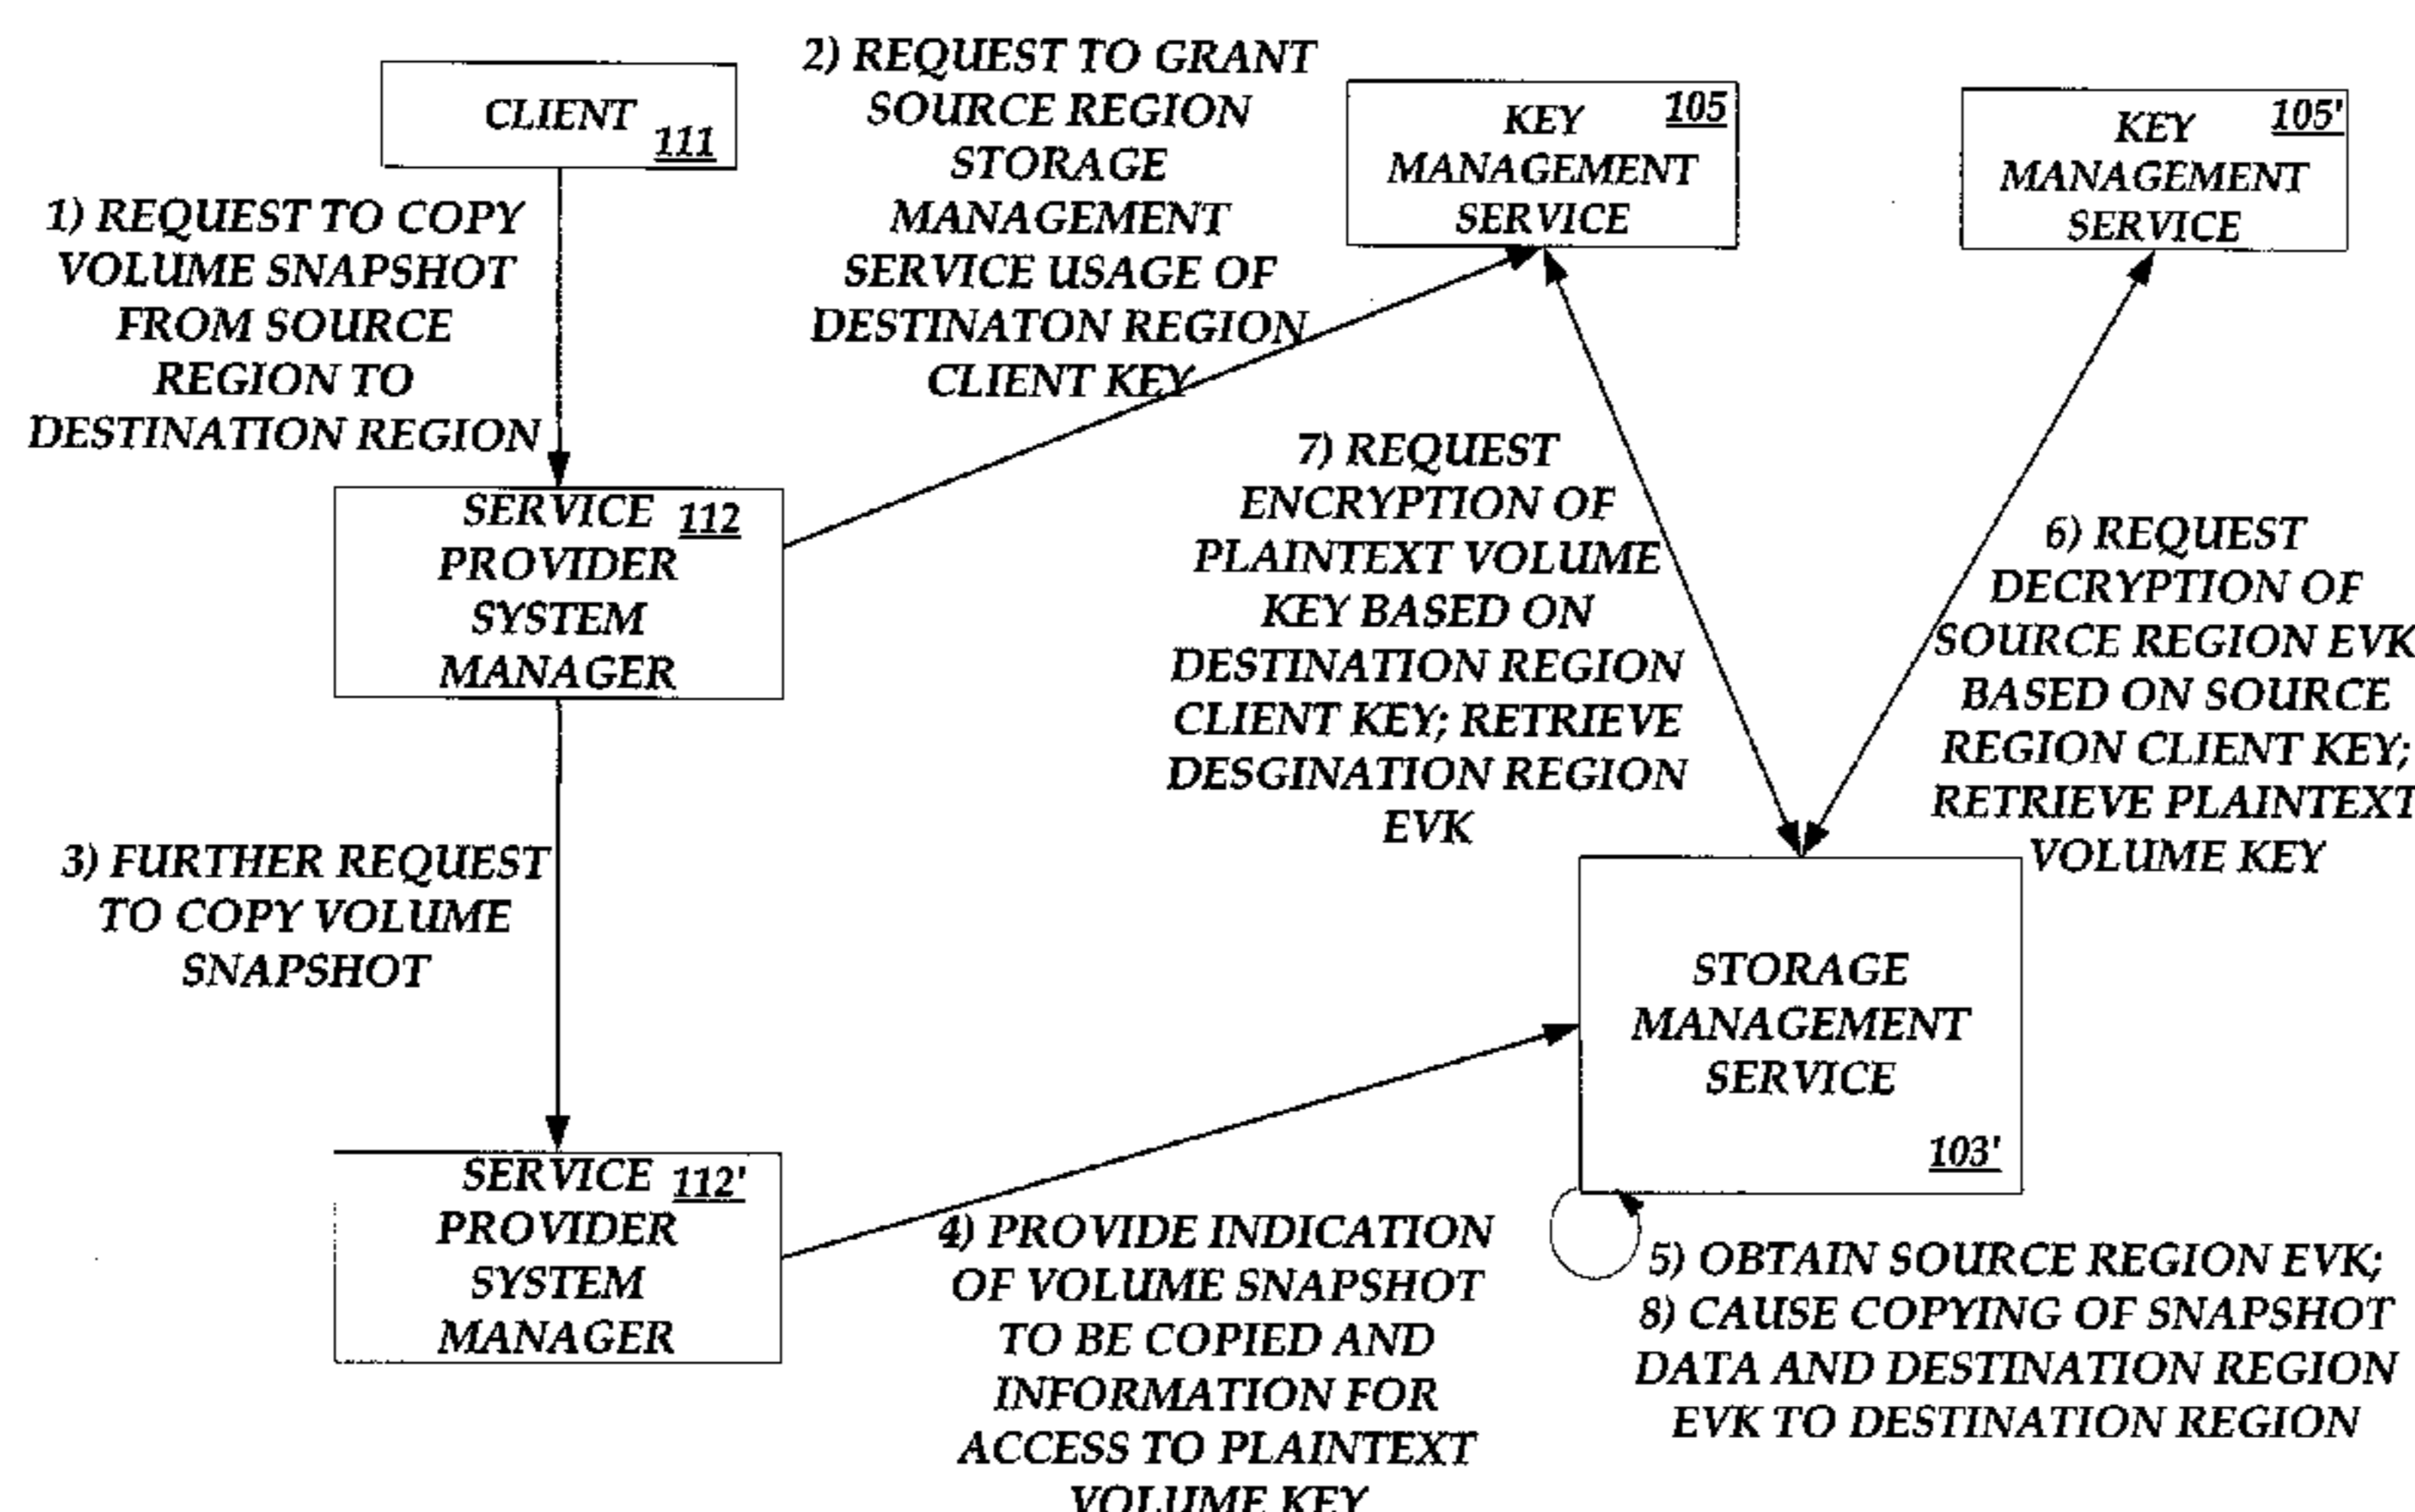 CLIENT
111
1) REQUEST TO COPY
VOLUME SNAPSHOT
FROM SOURCE
REGION TO
DESTINATION REGION
2) REQUEST TO GRANT
SOURCE REGION
STORAGE
MANAGEMENT
SERVICE USAGE OF
DESTINATON REGION
CLIENT KEY
KEY 105
MANAGEMENT
SERVICE
KEY 105'
MANAGEMENT
SERVICE
SERVICE 112
PROVIDER
SYSTEM
MANAGER
7) REQUEST
ENCRYPTION OF
PLAINTEXT VOLUME
KEY BASED ON
DESTINATION REGION
CLIENT KEY; RETRIEVE
DESGINATION REGION
EVK
6) REQUEST
DECRYPTION OF
SOURCE REGION EVK
BASED ON SOURCE
REGION CLIENT KEY;
RETRIEVE PLAINTEXT
VOLUME KEY
3) FURTHER REQUEST
TO COPY VOLUME
SNAPSHOT
STORAGE
MANAGEMENT
SERVICE
103'
SERVICE 112'
PROVIDER
SYSTEM
MANAGER
4) PROVIDE INDICATION
OF VOLUME SNAPSHOT
TO BE COPIED AND
INFORMATION FOR
ACCESS TO PLAINTEXT
VOLUME KEY
5) OBTAIN SOURCE REGION EVK;
8) CAUSE COPYING OF SNAPSHOT
DATA AND DESTINATION REGION
EVK TO DESTINATION REGION